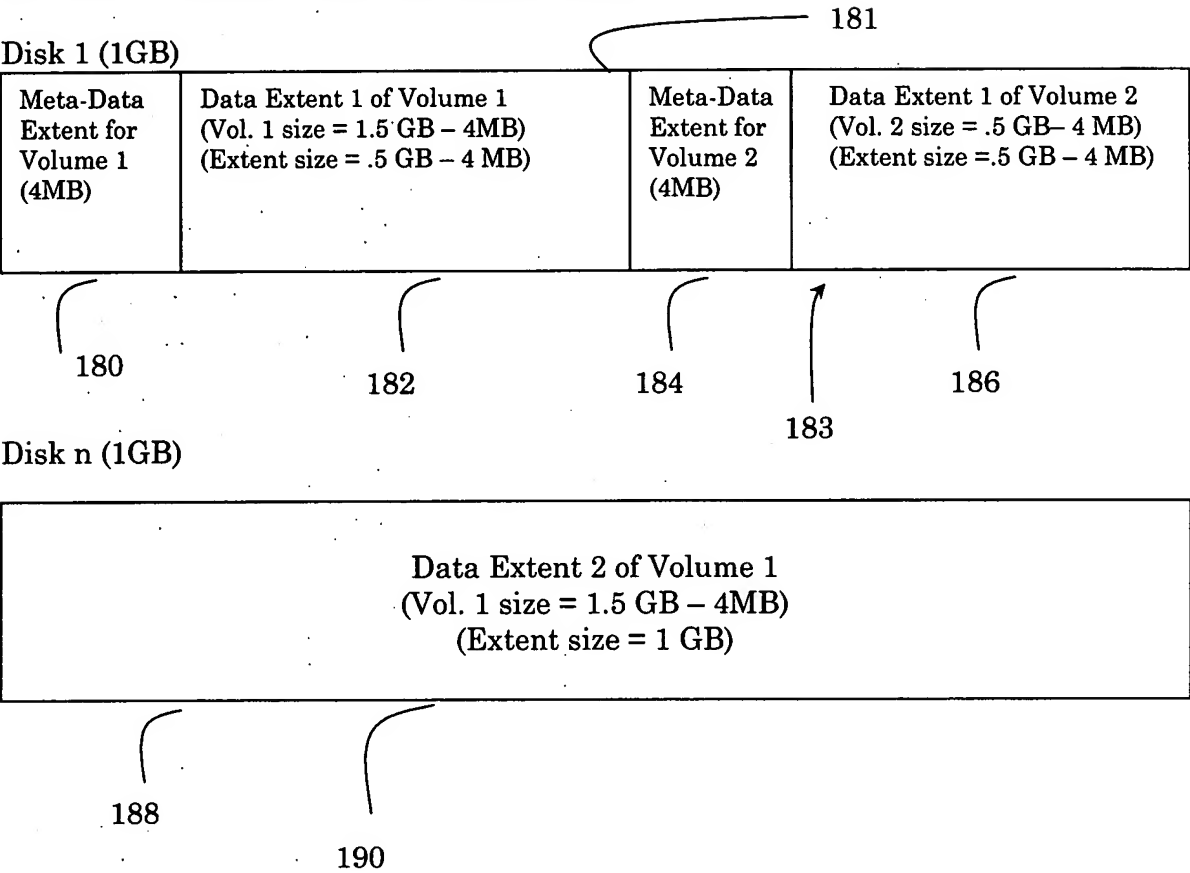 181
Disk 1 (1GB)
Meta-Data
Extent for
Volume 1
(4MB)
Data Extent 1 of Volume 1
(Vol. 1 size = 1.5 GB – 4MB)
(Extent size = .5 GB – 4 MB)
Meta-Data
Extent for
Volume 2
(4MB)
Data Extent 1 of Volume 2
(Vol. 2 size = .5 GB– 4 MB)
(Extent size =.5 GB – 4 MB)
180
182
184
183
186
Disk n (1GB)
Data Extent 2 of Volume 1
(Vol. 1 size = 1.5 GB – 4MB)
(Extent size = 1 GB)
188
190